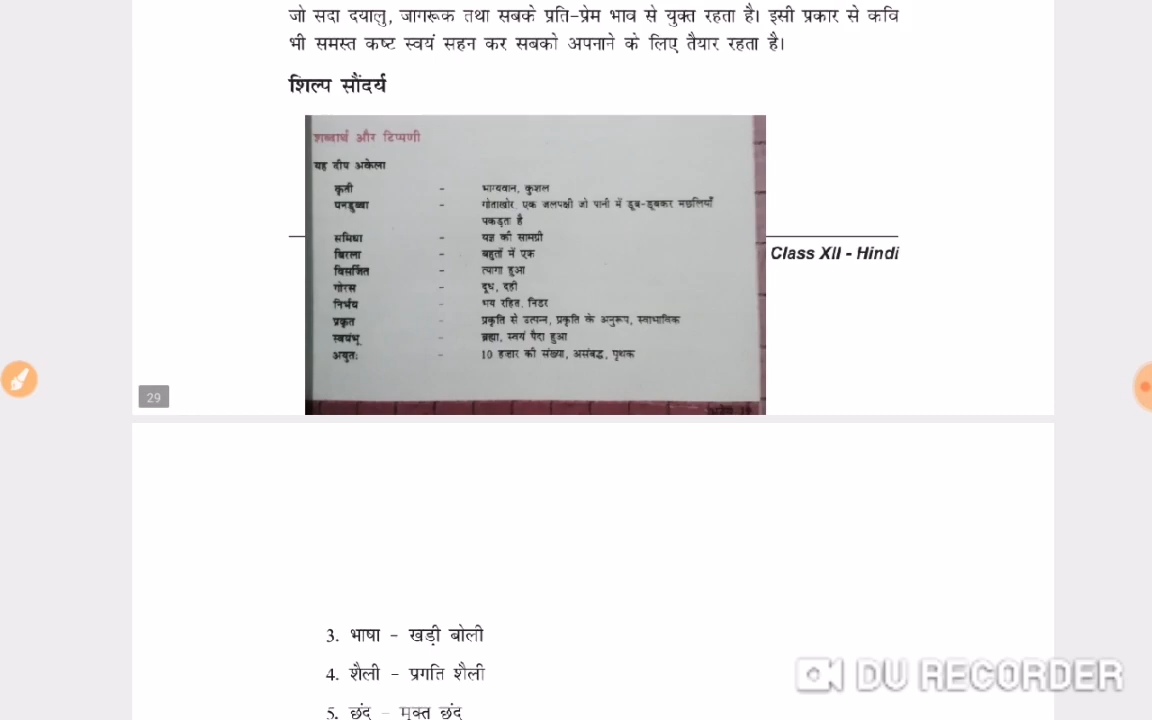 जो सदा दयालु, जागरूक तथा सबके प्रति-प्रेम भाव से युक्त रहता है। इसी प्रकार से कवि
भी समस्त कष्ट स्वयं सहन कर सबको अपनाने के लिए तैयार रहता है।
शिल्प सौंदर्य
शब्दार्थ और टिप्पणी
यह दीप अकेला
कृती - भाग्यवान, कुशल
पनडुब्बा - गोताखोर, एक जलपक्षी जो पानी में डूब-डूबकर मछलियाँ
पकड़ता है
समिधा - यज्ञ की सामग्री
बिरला - बहुतों में एक
विसर्जित - त्यागा हुआ
गोरस - दूध, दही
निर्भय - भय रहित, निडर
प्रकृत - प्रकृति से उत्पन्न, प्रकृति के अनुरूप, स्वाभाविक
स्वयंभू - ब्रह्मा, स्वयं पैदा हुआ
अयुतः - 10 हजार की संख्या, असंबद्ध, पृथक
Class XII - Hindi
29
3. भाषा - खड़ी बोली
4. शैली - प्रगति शैली
5. छंद - मुक्त छंद
DU RECORDER